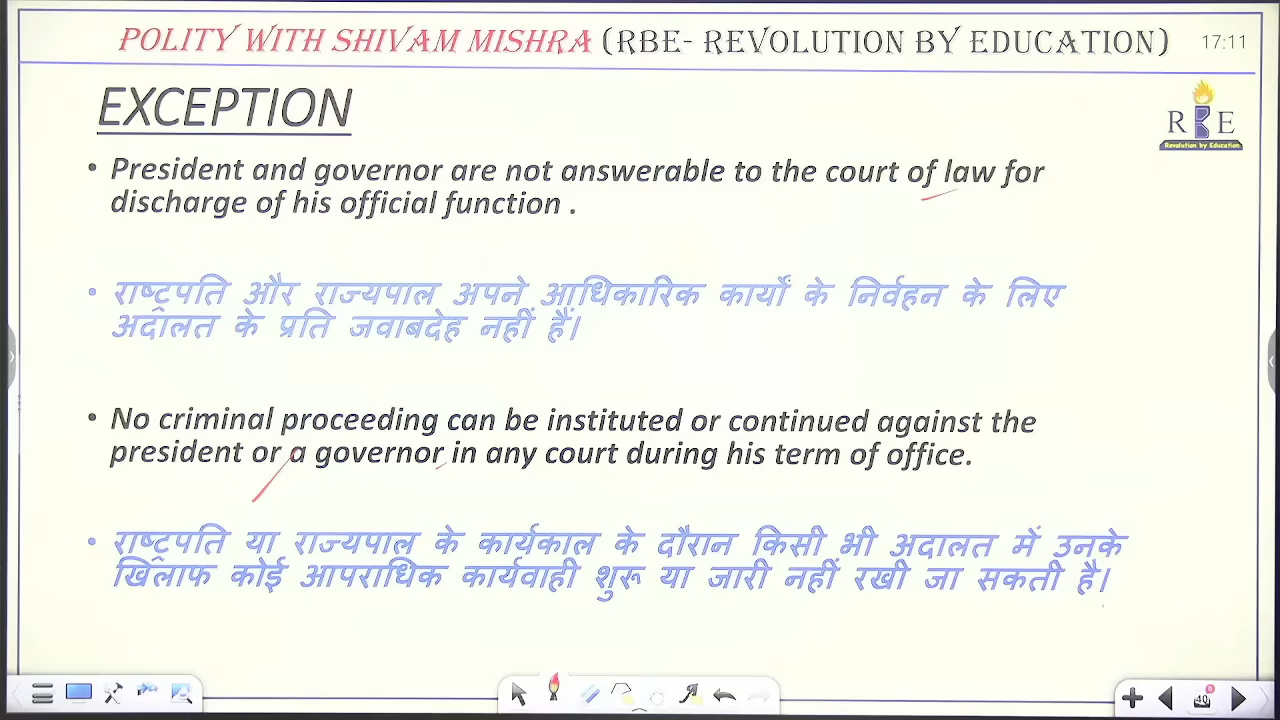 POLITY WITH SHIVAM MISHRA (RBE- REVOLUTION BY EDUCATION)
17:11
EXCEPTION
RBE
Revolution by Education
• President and governor are not answerable to the court of law for
discharge of his official function .
• राष्ट्रपति और राज्यपाल अपने आधिकारिक कार्यों के निर्वहन के लिए
अदालत के प्रति जवाबदेह नहीं हैं।
• No criminal proceeding can be instituted or continued against the
president or a governor in any court during his term of office.
• राष्ट्रपति या राज्यपाल के कार्यकाल के दौरान किसी भी अदालत में उनके
खिलाफ कोई आपराधिक कार्यवाही शुरू या जारी नहीं रखी जा सकती है।